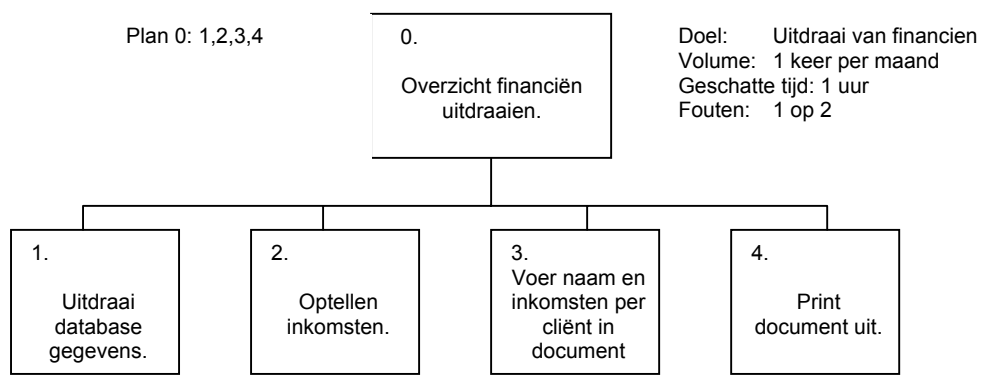 Plan 0: 1,2,3,4
0.
Overzicht financiën
uitdraaien.
Doel: Uitdraai van financien
Volume: 1 keer per maand
Geschatte tijd: 1 uur
Fouten: 1 op 2
1.
Uitdraai
database
gegevens.
2.
Optellen
inkomsten.
3.
Voer naam en
inkomsten per
cliënt in
document
4.
Print
document uit.